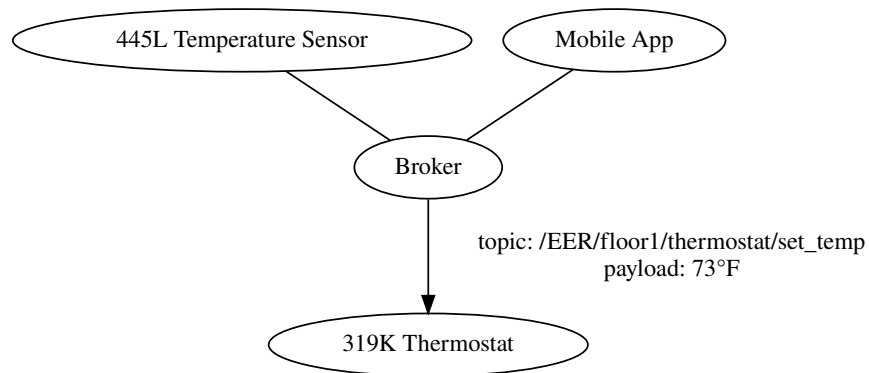 445L Temperature Sensor
Mobile App
Broker
topic: /EER/floor1/thermostat/set_temp
payload: 73°F
319K Thermostat